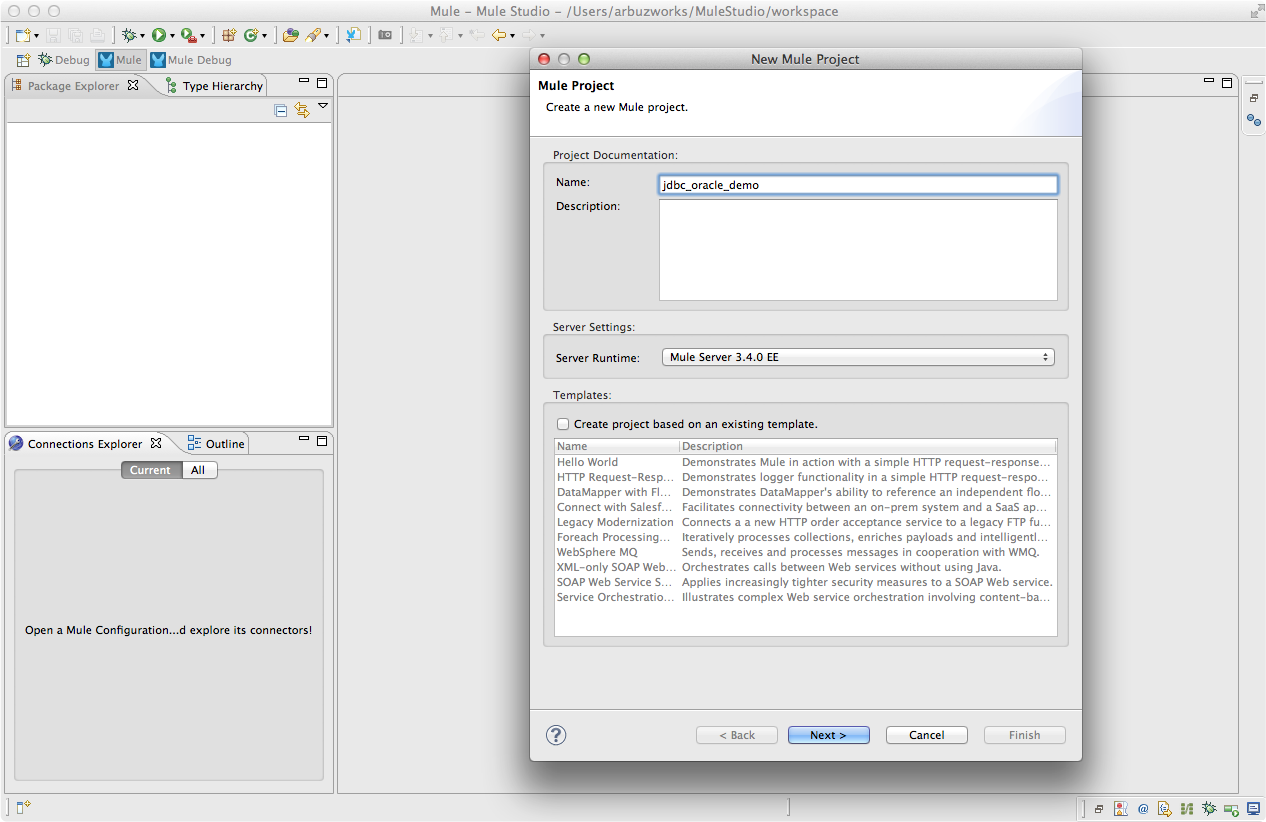 Mule – Mule Studio – /Users/arbuzworks/MuleStudio/workspace
Debug Mule Mule Debug
Package Explorer Type Hierarchy
Connections Explorer Outline
Current All
Open a Mule Configuration...d explore its connectors!
New Mule Project
Mule Project
Create a new Mule project.
Project Documentation:
Name: jdbc_oracle_demo
Description:
Server Settings:
Server Runtime: Mule Server 3.4.0 EE
Templates:
Create project based on an existing template.
Name Description
Hello World Demonstrates Mule in action with a simple HTTP request-response...
HTTP Request-Resp... Demonstrates logger functionality in a simple HTTP request-respo...
DataMapper with Fl... Demonstrates DataMapper's ability to reference an independent flo...
Connect with Salesf... Facilitates connectivity between an on-prem system and a SaaS ap...
Legacy Modernization Connects a a new HTTP order acceptance service to a legacy FTP fu...
Foreach Processing... Iteratively processes collections, enriches payloads and intelligentl...
WebSphere MQ Sends, receives and processes messages in cooperation with WMQ.
XML-only SOAP Web... Orchestrates calls between Web services without using Java.
SOAP Web Service S... Applies increasingly tighter security measures to a SOAP Web service.
Service Orchestratio... Illustrates complex Web service orchestration involving content-ba...
? < Back Next > Cancel Finish